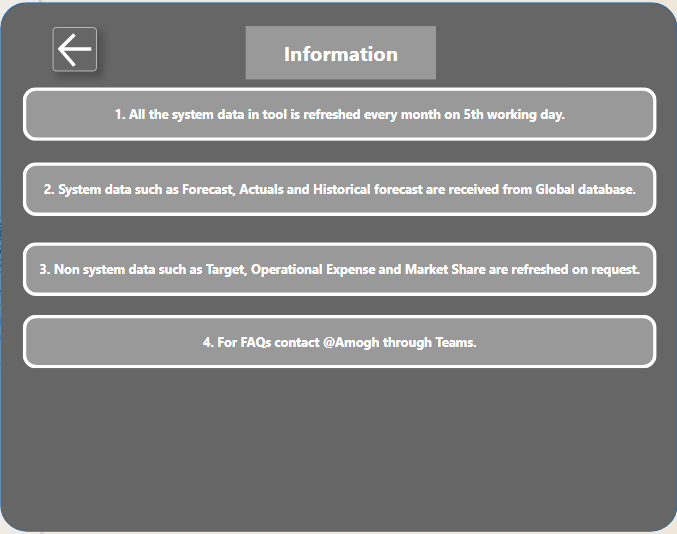 Information
1. All the system data in tool is refreshed every month on 5th working day.
2. System data such as Forecast, Actuals and Historical forecast are received from Global database.
3. Non system data such as Target, Operational Expense and Market Share are refreshed on request.
4. For FAQs contact @Amogh through Teams.